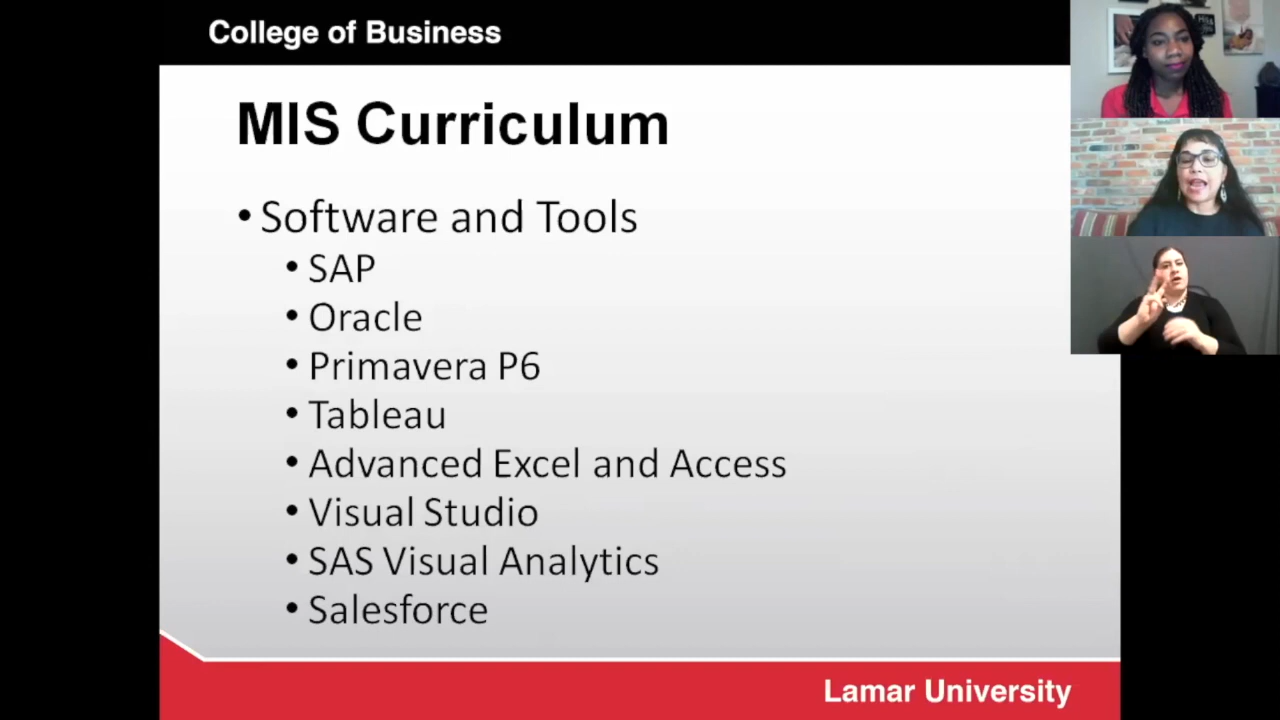 College of Business
MIS Curriculum
• Software and Tools
• SAP
• Oracle
• Primavera P6
• Tableau
• Advanced Excel and Access
• Visual Studio
• SAS Visual Analytics
• Salesforce
Lamar University